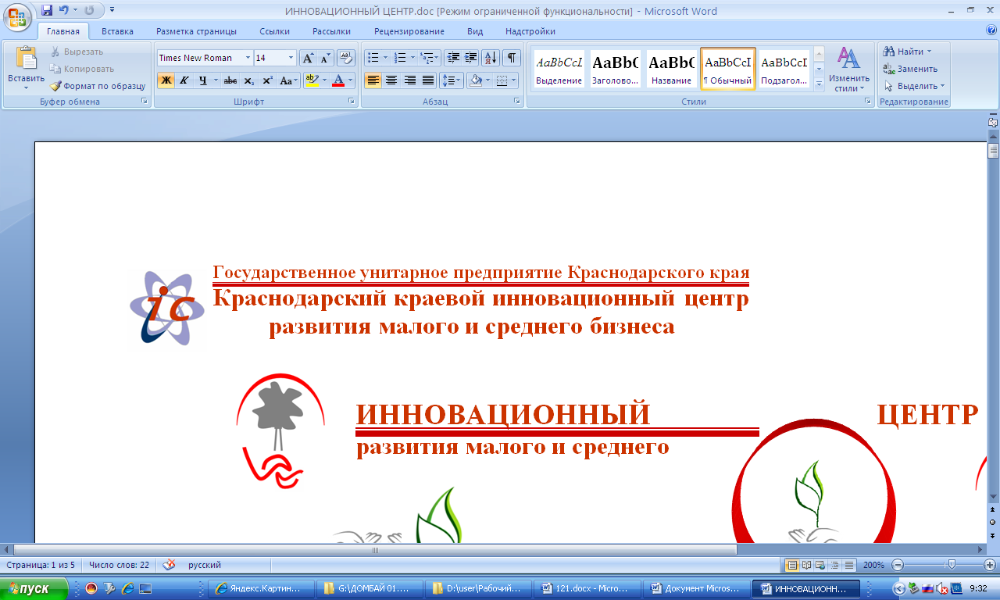 ИННОВАЦИОННЫЙ ЦЕНТР.doc [Режим ограниченной функциональности] - Microsoft Word
Главная Вставка Разметка страницы Ссылки Рассылки Рецензирование Вид Надстройки
Вставить
Вырезать
Копировать
Формат по образцу
Буфер обмена
Times New Roman 14
Ж К Ч abc x₂ x² Aa ab A
Шрифт
Абзац
AaBbCcI AaBbC AaBbC AaBbCcI AaBbCcI
Выделение Заголово... Название ¶ Обычный Подзагол...
Изменить стили
Стили
Найти
Заменить
Выделить
Редактирование
ic
Государственное унитарное предприятие Краснодарского края
Краснодарский краевой инновационный центр
развития малого и среднего бизнеса
ИННОВАЦИОННЫЙ ЦЕНТР
развития малого и среднего
Страница: 1 из 5 Число слов: 22 русский 200%
пуск Яндекс.Картин... G:\ДОМБАЙ 01.... D:\user\Рабочий... 121.docx - Micro... Документ Micros... ИННОВАЦИОНН... 9:32